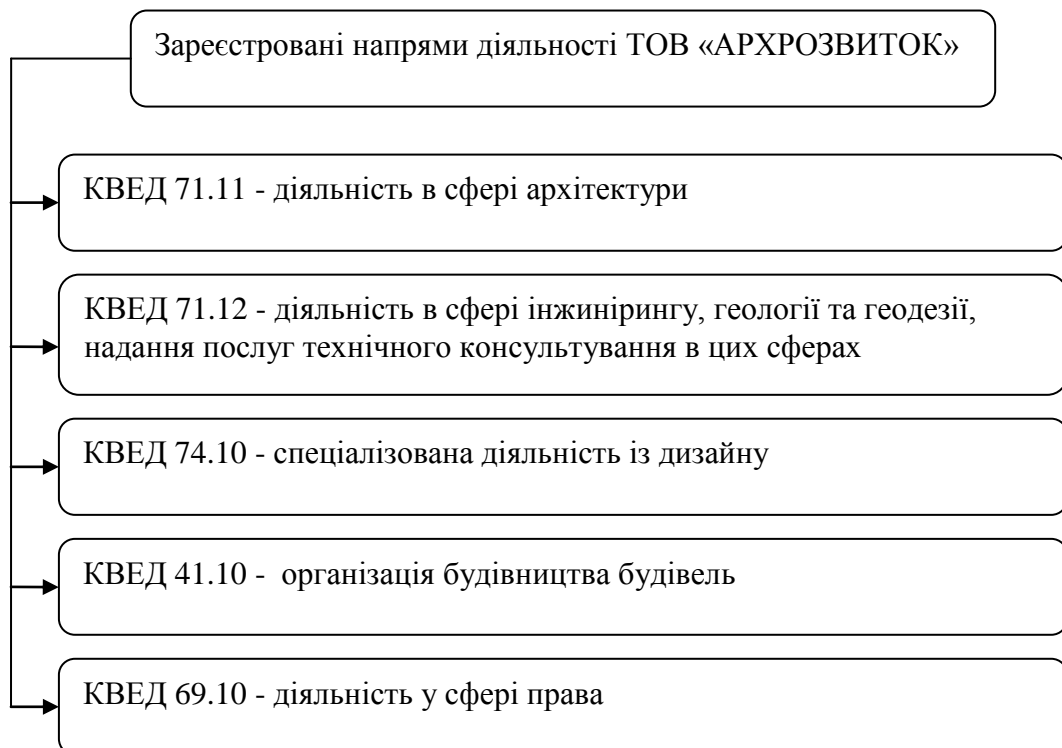 Зареєстровані напрями діяльності ТОВ «АРХРОЗВИТОК»
КВЕД 71.11 - діяльність в сфері архітектури
КВЕД 71.12 - діяльність в сфері інжинірингу, геології та геодезії,
надання послуг технічного консультування в цих сферах
КВЕД 74.10 - спеціалізована діяльність із дизайну
КВЕД 41.10 - організація будівництва будівель
КВЕД 69.10 - діяльність у сфері права